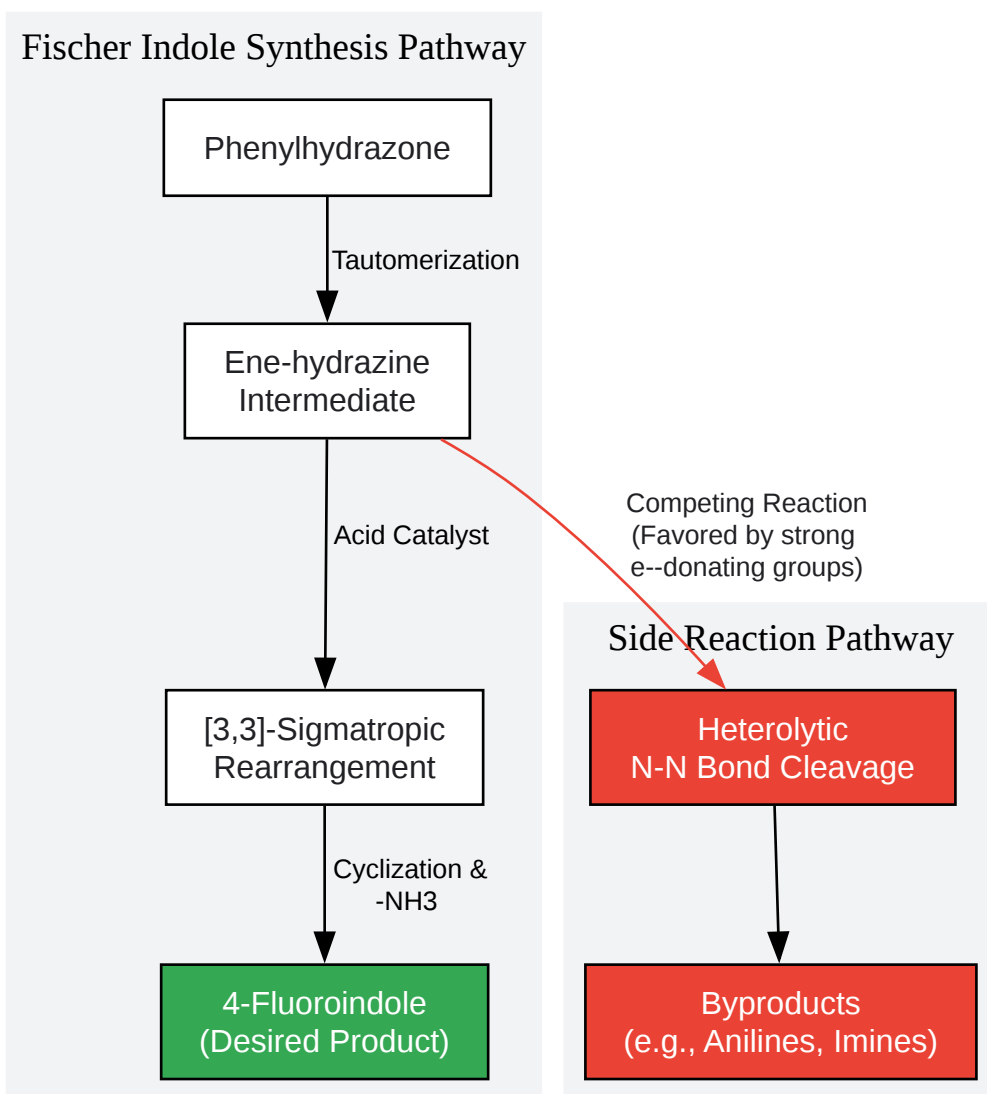 Fischer Indole Synthesis Pathway
Phenylhydrazone
Tautomerization
Ene-hydrazine
Intermediate
Acid Catalyst
Competing Reaction
(Favored by strong
e--donating groups)
Side Reaction Pathway
[3,3]-Sigmatropic
Rearrangement
Heterolytic
N-N Bond Cleavage
Cyclization &
-NH3
4-Fluoroindole
(Desired Product)
Byproducts
(e.g., Anilines, Imines)